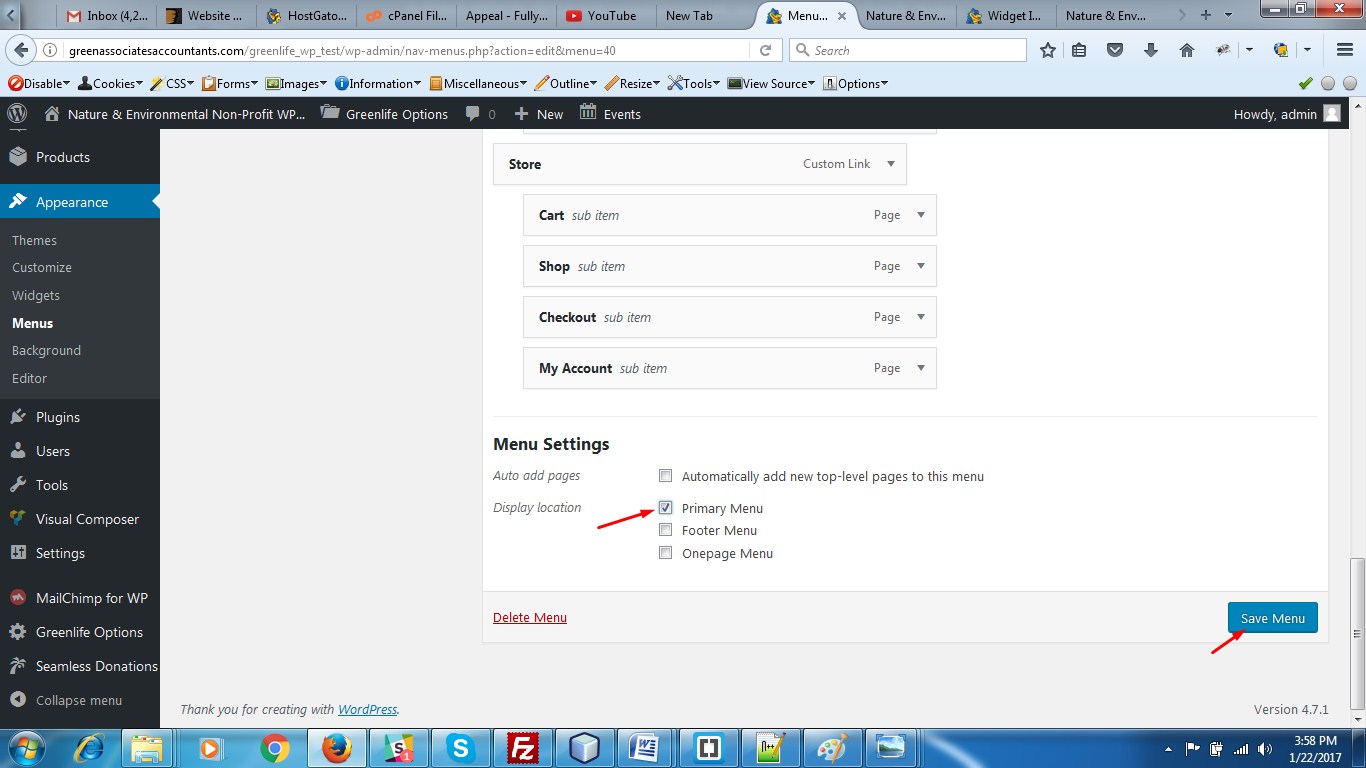 Inbox (4,2...
Website ...
HostGato...
cPanel Fil...
Appeal - Fully...
YouTube
New Tab
Menu...
Nature & Env...
Widget I...
Nature & Env...
greenassociatesaccountants.com/greenlife_wp_test/wp-admin/nav-menus.php?action=edit&menu=40
Search
Disable
Cookies
CSS
Forms
Images
Information
Miscellaneous
Outline
Resize
Tools
View Source
Options
Nature & Environmental Non-Profit WP...
Greenlife Options
0
New
Events
Howdy, admin
Products
Appearance
Themes
Customize
Widgets
Menus
Background
Editor
Plugins
Users
Tools
Visual Composer
Settings
MailChimp for WP
Greenlife Options
Seamless Donations
Collapse menu
Store Custom Link
Cart sub item Page
Shop sub item Page
Checkout sub item Page
My Account sub item Page
Menu Settings
Auto add pages Automatically add new top-level pages to this menu
Display location Primary Menu
Footer Menu
Onepage Menu
Delete Menu
Save Menu
Thank you for creating with WordPress.
Version 4.7.1
3:58 PM
1/22/2017